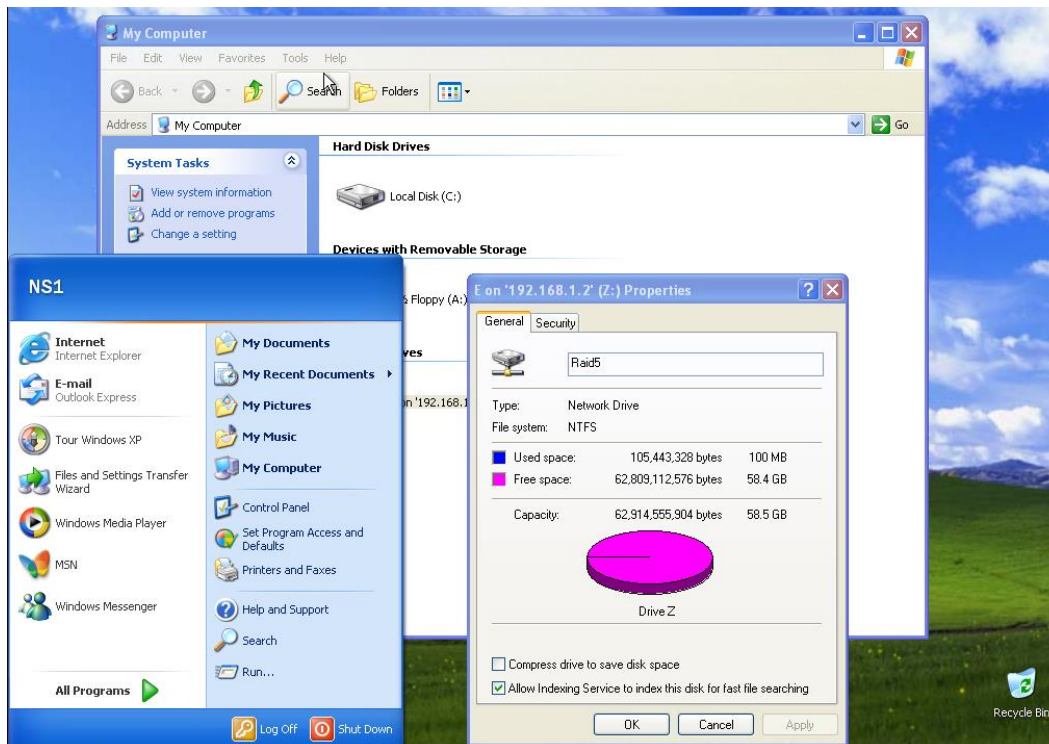 My Computer
File Edit View Favorites Tools Help
Back Search Folders
Address My Computer Go
System Tasks
View system information
Add or remove programs
Change a setting
Hard Disk Drives
Local Disk (C:)
Devices with Removable Storage
Floppy (A:)
on '192.168.1
NS1
Internet
Internet Explorer
E-mail
Outlook Express
Tour Windows XP
Files and Settings Transfer
Wizard
Windows Media Player
MSN
Windows Messenger
All Programs
My Documents
My Recent Documents
My Pictures
My Music
My Computer
Control Panel
Set Program Access and
Defaults
Printers and Faxes
Help and Support
Search
Run...
Log Off Shut Down
E on '192.168.1.2' (Z:) Properties
General Security
Raid5
Type: Network Drive
File system: NTFS
Used space: 105,443,328 bytes 100 MB
Free space: 62,809,112,576 bytes 58.4 GB
Capacity: 62,914,555,904 bytes 58.5 GB
Drive Z
Compress drive to save disk space
Allow Indexing Service to index this disk for fast file searching
OK Cancel Apply
Recycle Bin